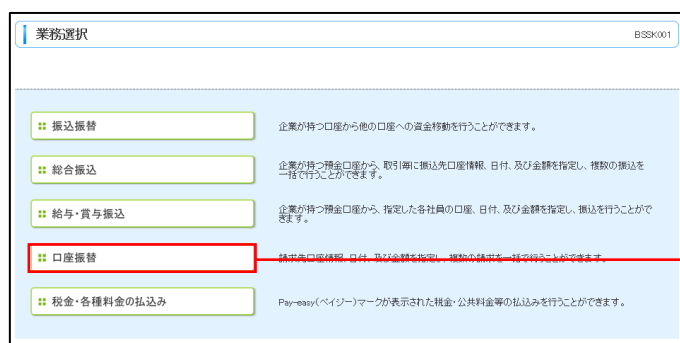 業務選択
BSSK001
振込振替
企業が持つ口座から他の口座への資金移動を行うことができます。
総合振込
企業が持つ預金口座から、取引毎に振込先口座情報、日付、及び金額を指定し、複数の振込を
一括で行うことができます。
給与・賞与振込
企業が持つ預金口座から、指定した各社員の口座、日付、及び金額を指定し、振込を行うことがで
きます。
口座振替
請求先口座情報、日付、及び金額を指定し、複数の請求を一括で行うことができます。
税金・各種料金の払込み
Pay-easy(ペイジー)マークが表示された税金・公共料金等の払込みを行うことができます。